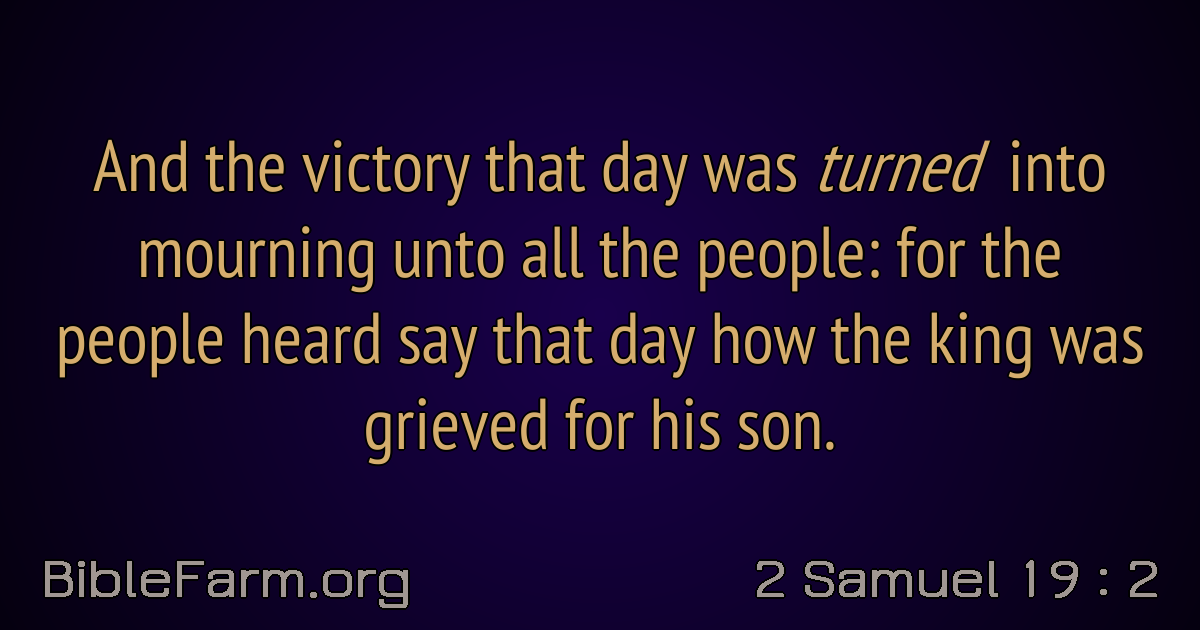 And the victory that day was turned into
mourning unto all the people: for the
people heard say that day how the king was
grieved for his son.
BibleFarm.org
2 Samuel 19 : 2